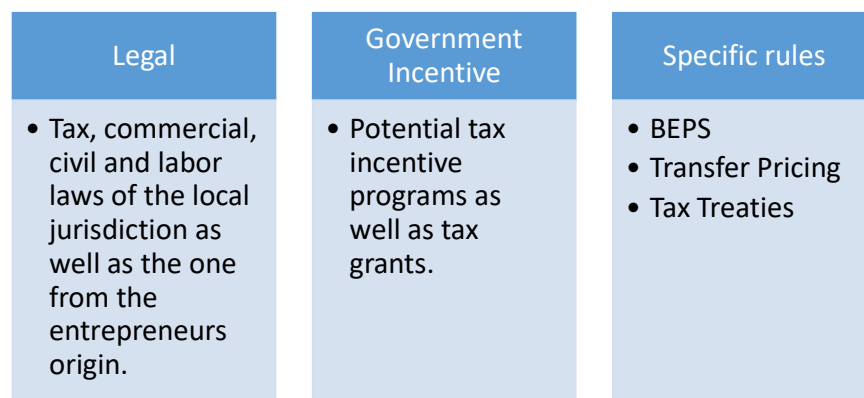 Legal
• Tax, commercial,
civil and labor
laws of the local
jurisdiction as
well as the one
from the
entrepreneurs
origin.
Government
Incentive
• Potential tax
incentive
programs as
well as tax
grants.
Specific rules
• BEPS
• Transfer Pricing
• Tax Treaties